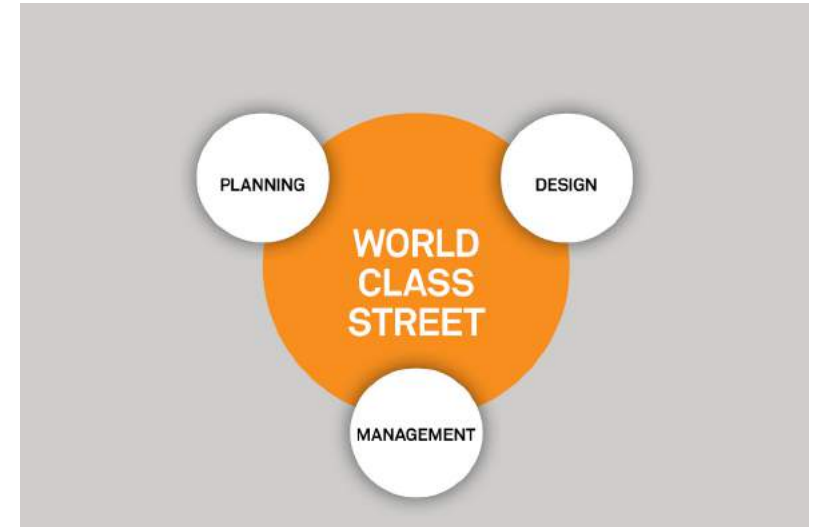 PLANNING
DESIGN
WORLD
CLASS
STREET
MANAGEMENT